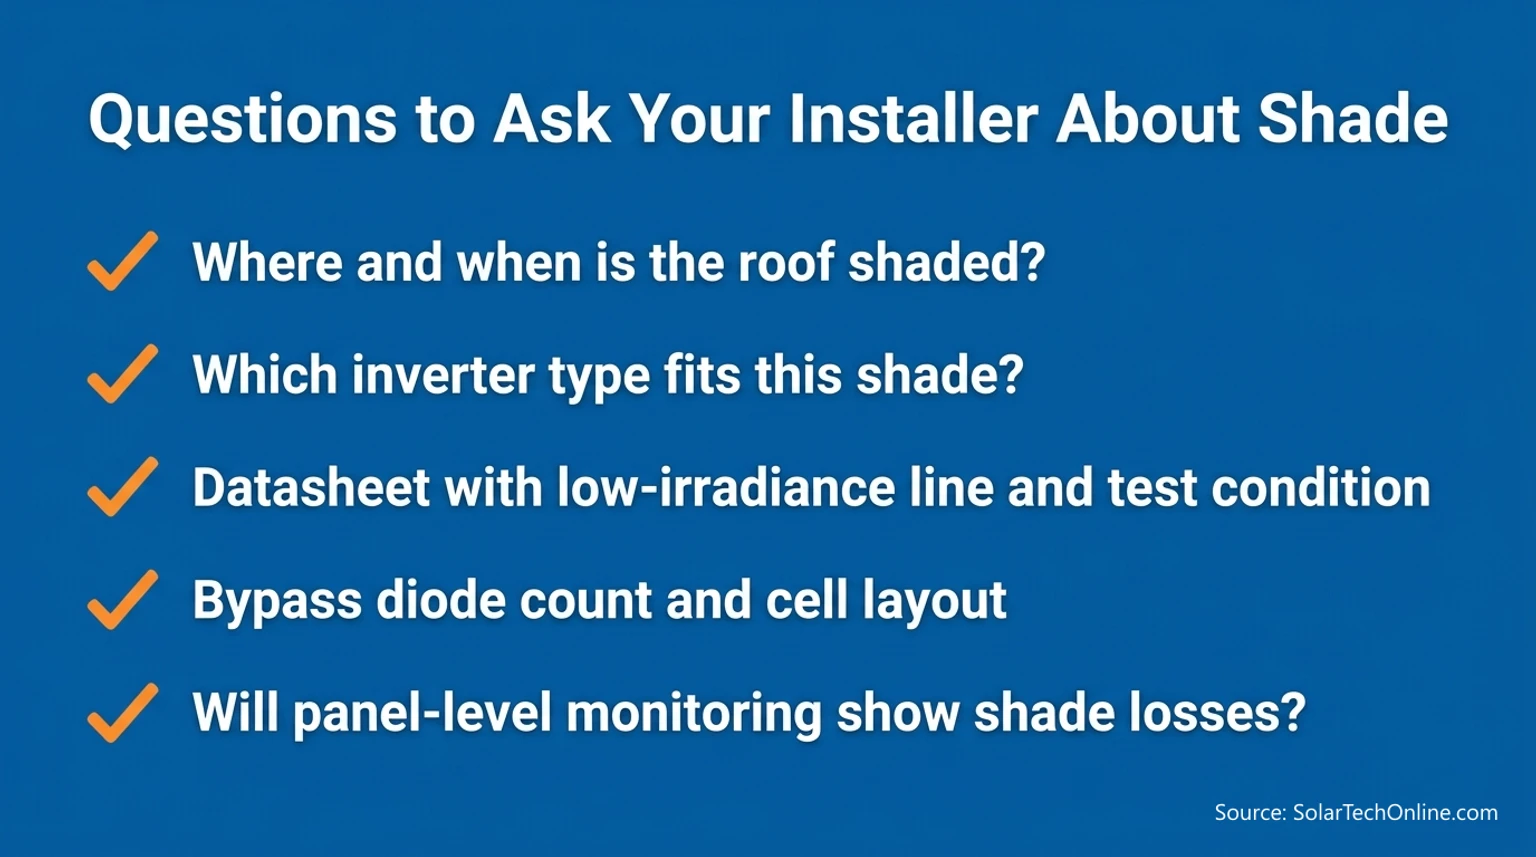 Questions to Ask Your Installer About Shade
Where and when is the roof shaded?
Which inverter type fits this shade?
Datasheet with low-irradiance line and test condition
Bypass diode count and cell layout
Will panel-level monitoring show shade losses?
Source: SolarTechOnline.com